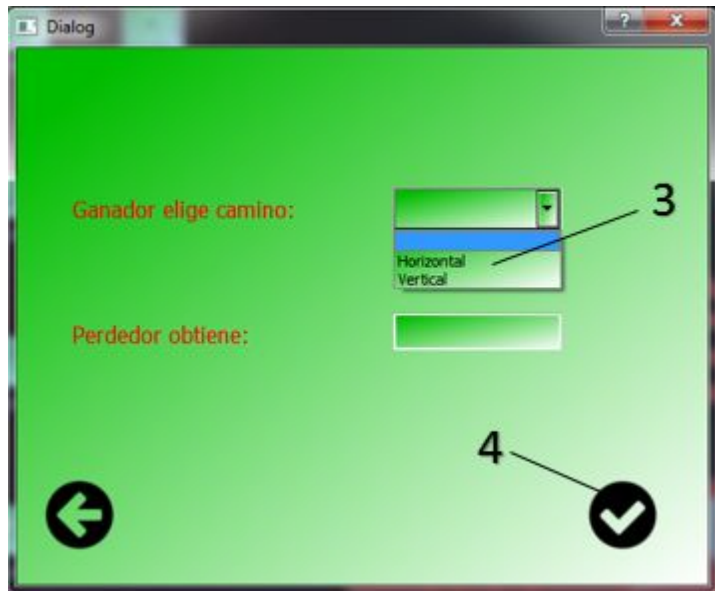 Dialog
?
Ganador elige camino:
3
Horizontal
Vertical
Perdedor obtiene:
4